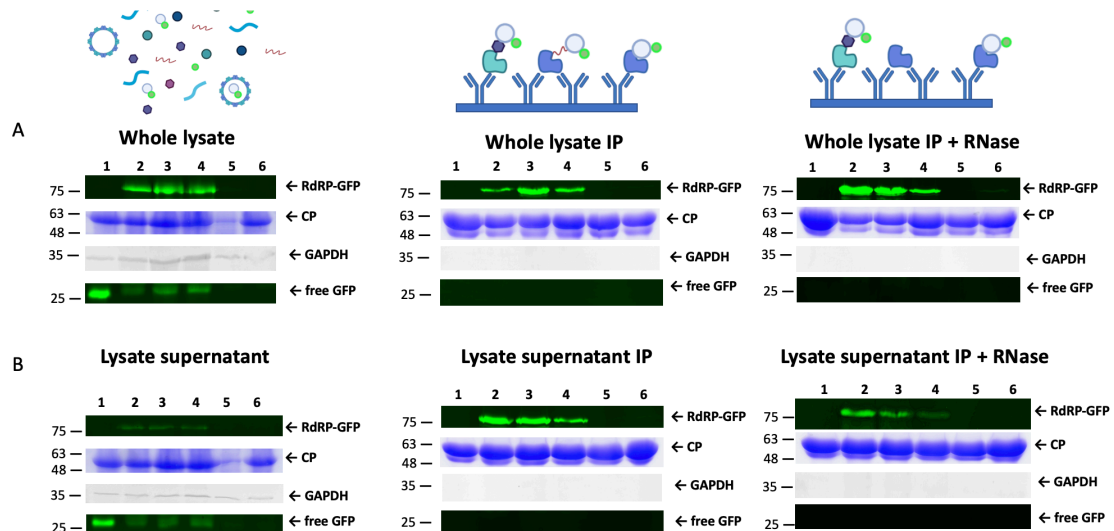 A
Whole lysate
1 2 3 4 5 6
75
← RdRP-GFP
63
← CP
48
35
← GAPDH
25
← free GFP
Whole lysate IP
1 2 3 4 5 6
75
← RdRP-GFP
63
← CP
48
35
← GAPDH
25
← free GFP
Whole lysate IP + RNase
1 2 3 4 5 6
75
← RdRP-GFP
63
← CP
48
35
← GAPDH
25
← free GFP
B
Lysate supernatant
1 2 3 4 5 6
75
← RdRP-GFP
63
← CP
48
35
← GAPDH
25
← free GFP
Lysate supernatant IP
1 2 3 4 5 6
75
← RdRP-GFP
63
← CP
48
35
← GAPDH
25
← free GFP
Lysate supernatant IP + RNase
1 2 3 4 5 6
75
← RdRP-GFP
63
← CP
48
35
← GAPDH
25
← free GFP